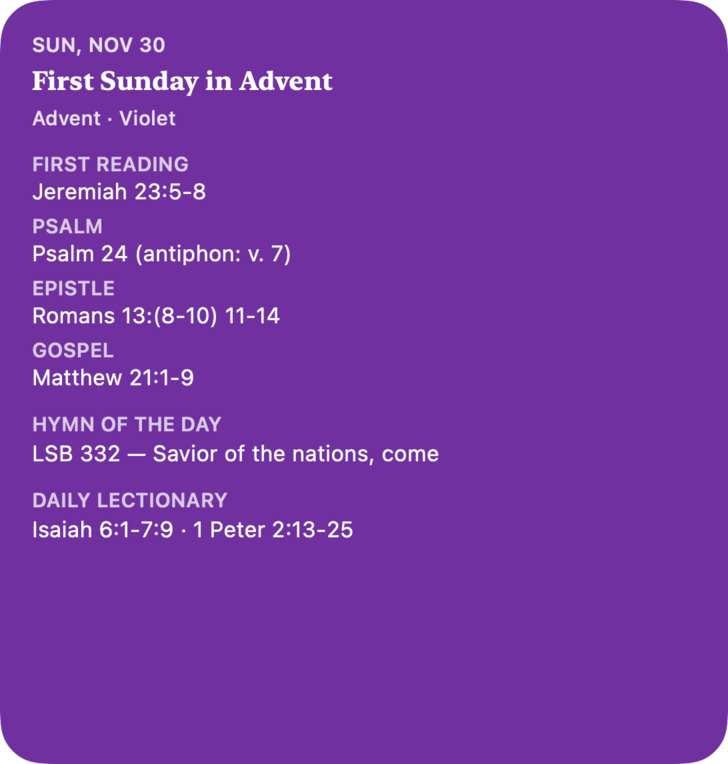 SUN, NOV 30
First Sunday in Advent
Advent · Violet
FIRST READING
Jeremiah 23:5-8
PSALM
Psalm 24 (antiphon: v. 7)
EPISTLE
Romans 13:(8-10) 11-14
GOSPEL
Matthew 21:1-9
HYMN OF THE DAY
LSB 332 — Savior of the nations, come
DAILY LECTIONARY
Isaiah 6:1-7:9 · 1 Peter 2:13-25